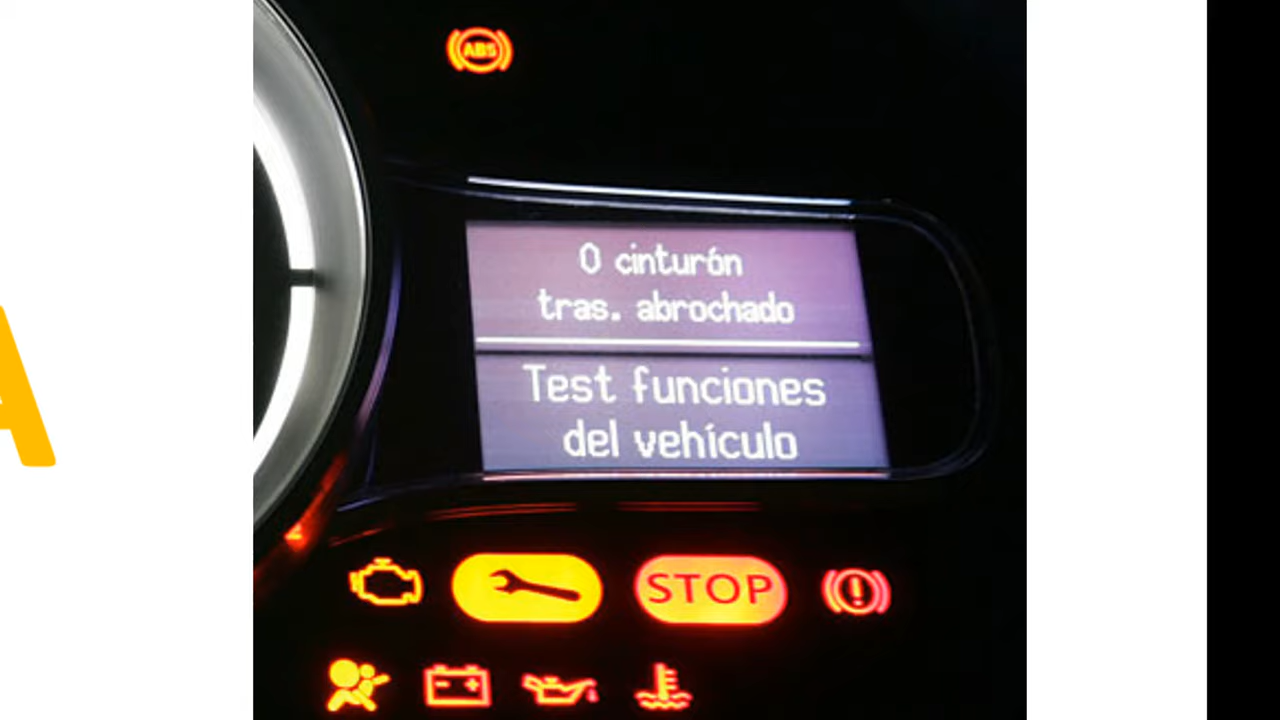 A
ABS
0 cinturón
tras. abrochado
Test funciones
del vehículo
STOP